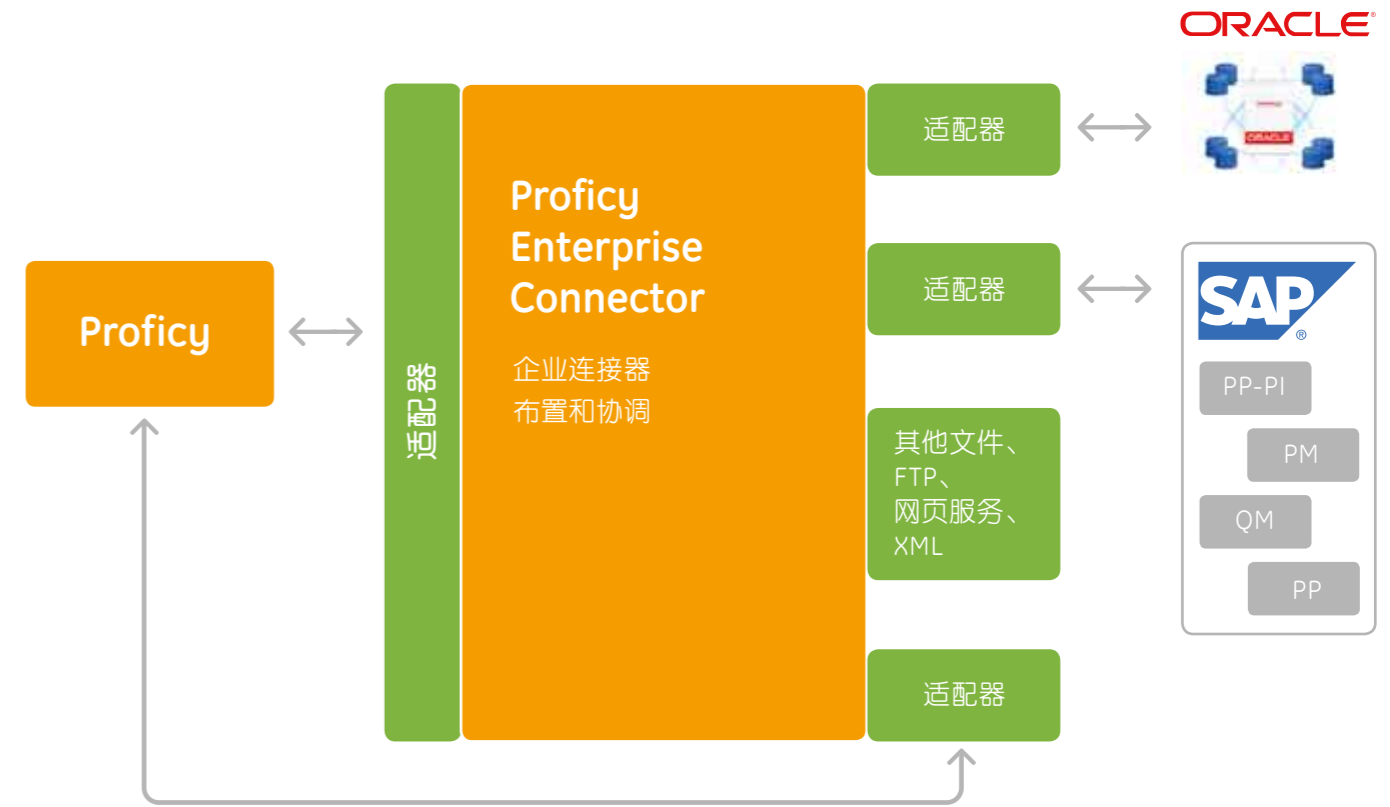 ORACLE
适配器
ORACLE
Proficy
Enterprise
Connector
企业连接器
布置和协调
适配器
SAP
®
Proficy
适配器
PP-PI
PM
其他文件、
FTP、
网页服务、
XML
QM
PP
适配器